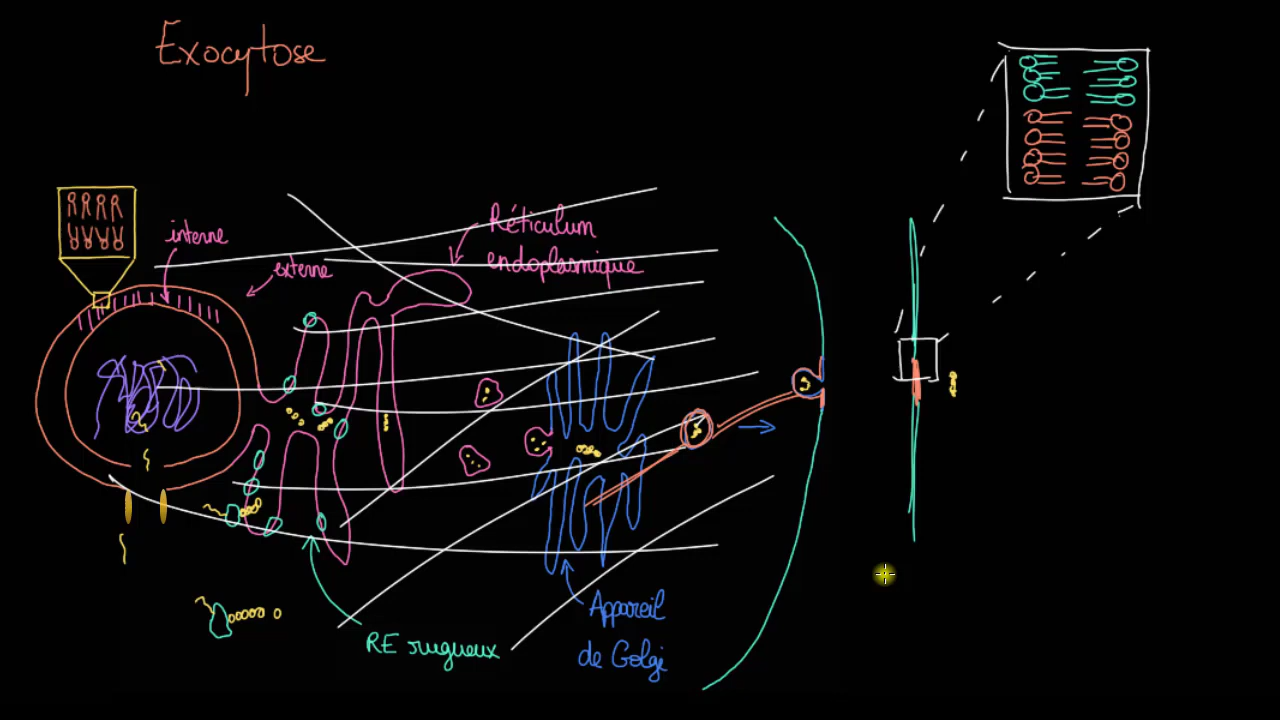 Exocytose
interne
externe
Réticulum
endoplasmique
Appareil
de Golgi
RE rugueux